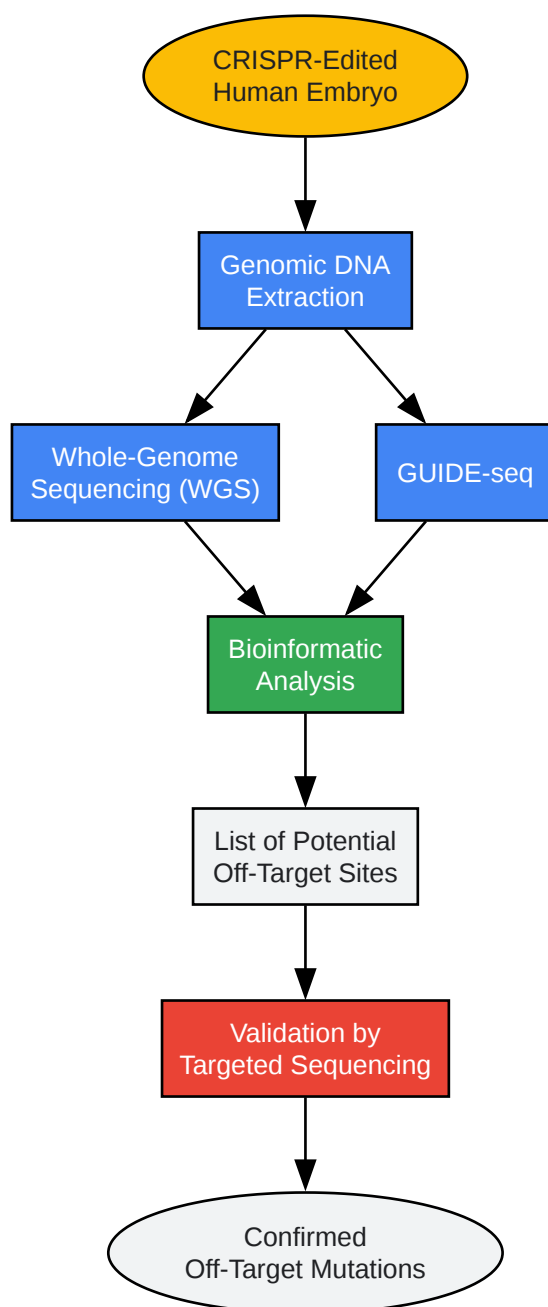 CRISPR-Edited
Human Embryo
Genomic DNA
Extraction
Whole-Genome
Sequencing (WGS)
GUIDE-seq
Bioinformatic
Analysis
List of Potential
Off-Target Sites
Validation by
Targeted Sequencing
Confirmed
Off-Target Mutations